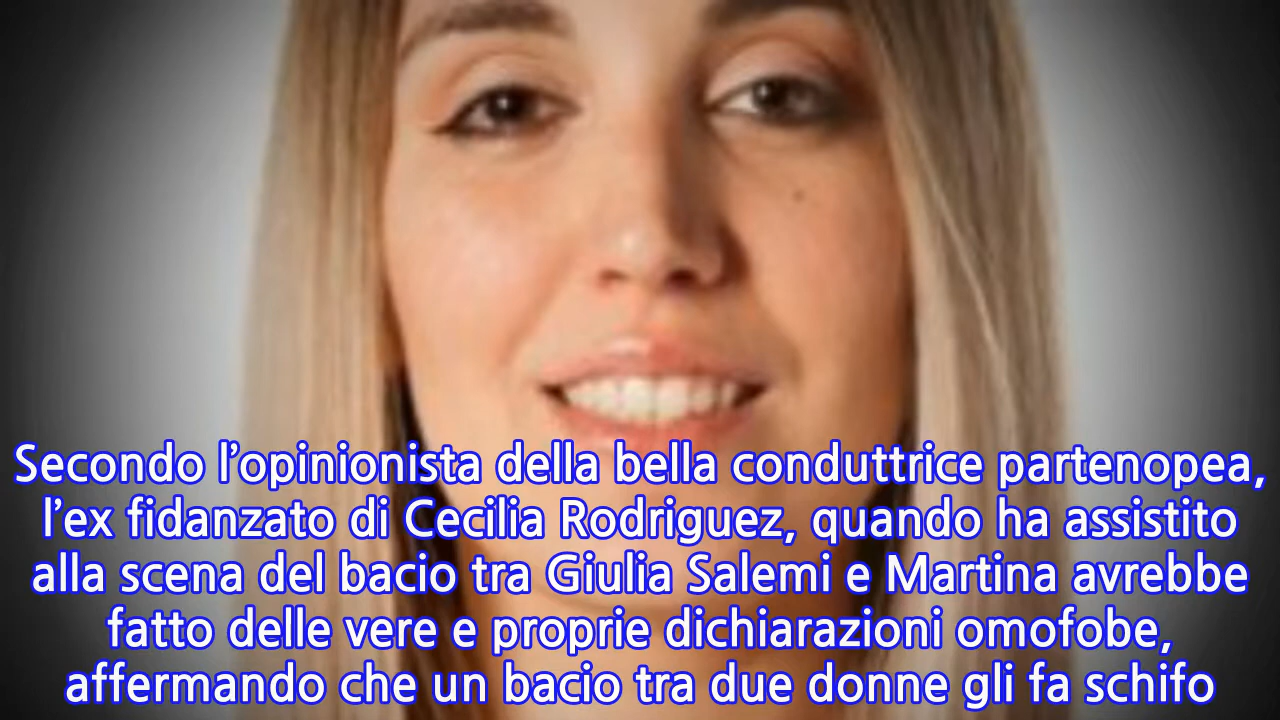 Secondo l'opinionista della bella conduttrice partenopea,
l'ex fidanzato di Cecilia Rodriguez, quando ha assistito
alla scena del bacio tra Giulia Salemi e Martina avrebbe
fatto delle vere e proprie dichiarazioni omofobe,
affermando che un bacio tra due donne gli fa schifo